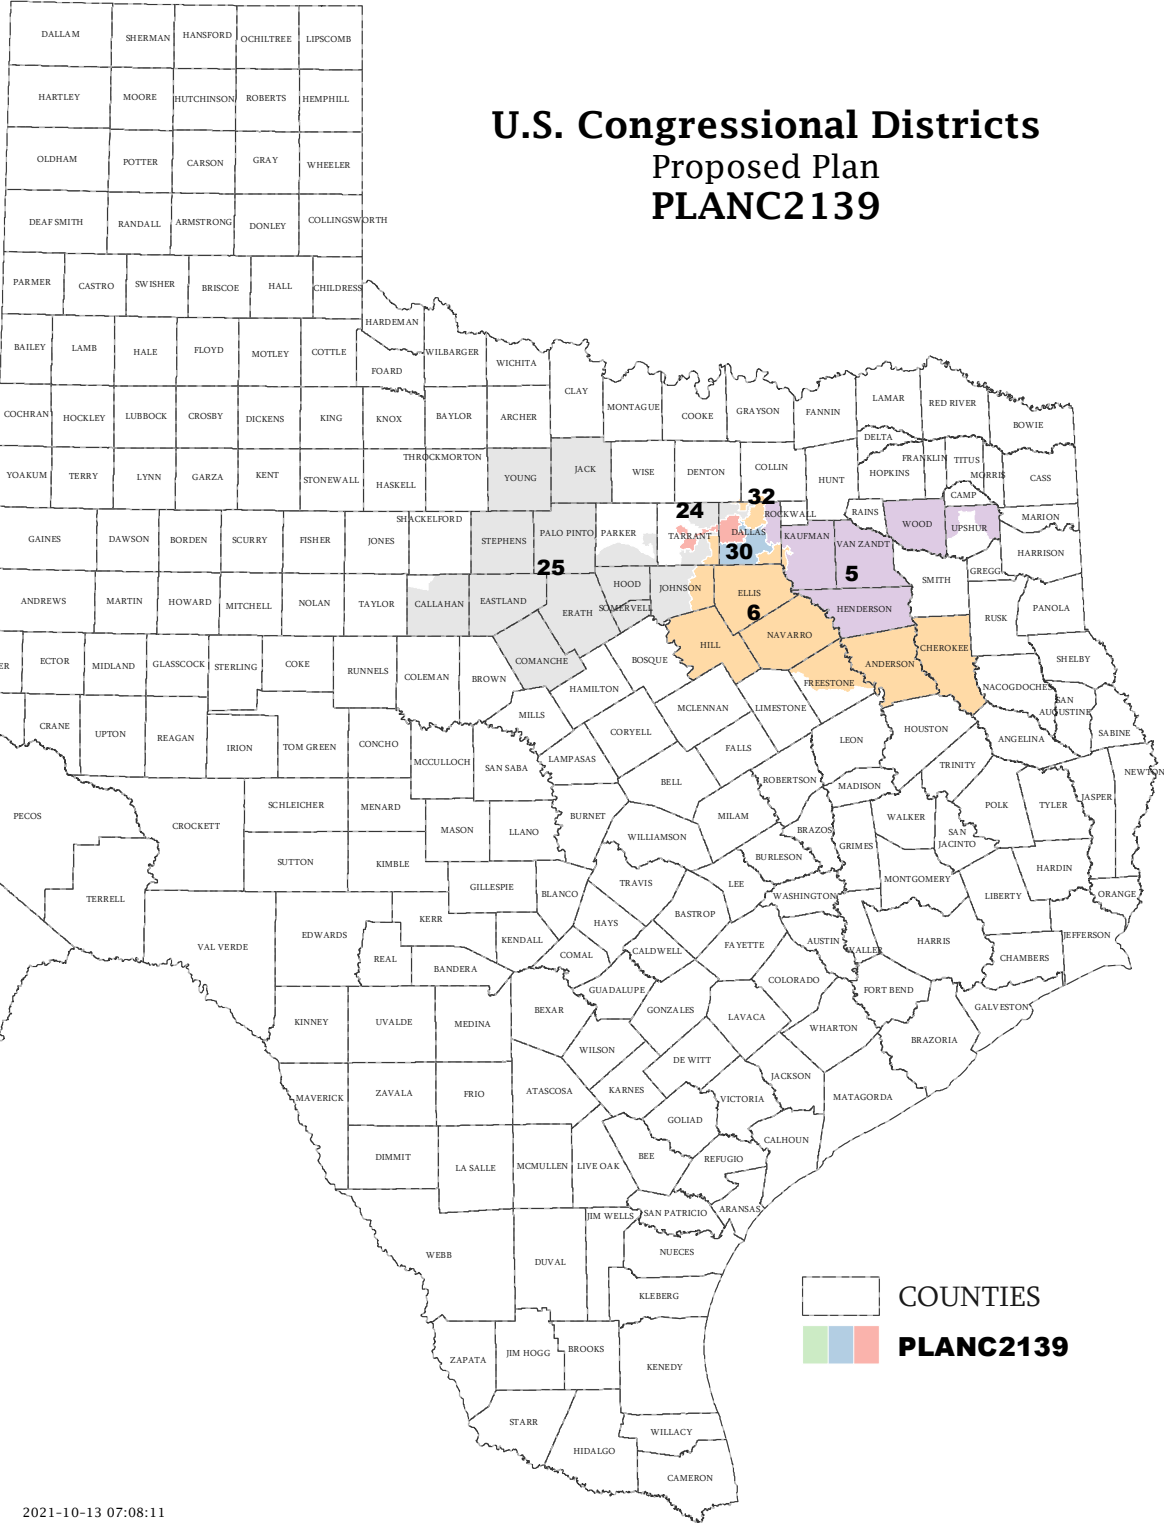 U.S. Congressional Districts
Proposed Plan
PLANC2139
DALLAM
SHERMAN
HANSFORD
OCHILTREE
LIPSCOMB
HARTLEY
MOORE
HUTCHINSON
ROBERTS
HEMPHILL
OLDHAM
POTTER
CARSON
GRAY
WHEELER
DEAF SMITH
RANDALL
ARMSTRONG
DONLEY
COLLINGSWORTH
PARMER
CASTRO
SWISHER
BRISCOE
HALL
CHILDRESS
HARDEMAN
BAILEY
LAMB
HALE
FLOYD
MOTLEY
COTTLE
FOARD
WILBARGER
WICHITA
CLAY
MONTAGUE
COOKE
GRAYSON
FANNIN
LAMAR
RED RIVER
BOWIE
COCHRAN
HOCKLEY
LUBBOCK
CROSBY
DICKENS
KING
KNOX
BAYLOR
ARCHER
DELTA
FRANKLIN
TITUS
MORRIS
CASS
CAMP
YOAKUM
TERRY
LYNN
GARZA
KENT
STONEWALL
HASKELL
THROCKMORTON
YOUNG
JACK
WISE
DENTON
COLLIN
HUNT
HOPKINS
32
24
30
25
5
6
ROCKWALL
RAINS
WOOD
UPSHUR
MARION
GAINES
DAWSON
BORDEN
SCURRY
FISHER
JONES
SHACKELFORD
STEPHENS
PALO PINTO
PARKER
TARRANT
DALLAS
KAUFMAN
VAN ZANDT
HARRISON
GREGG
SMITH
ANDREWS
MARTIN
HOWARD
MITCHELL
NOLAN
TAYLOR
CALLAHAN
EASTLAND
ERATH
HOOD
SOMERVELL
JOHNSON
ELLIS
HENDERSON
RUSK
PANOLA
ER
ECTOR
MIDLAND
GLASSCOCK
STERLING
COKE
RUNNELS
COLEMAN
BROWN
COMANCHE
BOSQUE
HILL
NAVARRO
ANDERSON
CHEROKEE
SHELBY
HAMILTON
FREESTONE
NACOGDOCHES
SAN
AUGUSTINE
CRANE
UPTON
REAGAN
IRION
TOM GREEN
CONCHO
MILLS
MCLENNAN
LIMESTONE
LEON
HOUSTON
ANGELINA
SABINE
MCCULLOCH
SAN SABA
LAMPASAS
CORYELL
FALLS
TRINITY
NEWTON
BELL
ROBERTSON
MADISON
PECOS
CROCKETT
SCHLEICHER
MENARD
MASON
LLANO
BURNET
WILLIAMSON
MILAM
BRAZOS
GRIMES
WALKER
SAN
JACINTO
POLK
TYLER
JASPER
TERRELL
SUTTON
KIMBLE
GILLESPIE
BLANCO
TRAVIS
LEE
BURLESON
WASHINGTON
MONTGOMERY
LIBERTY
HARDIN
ORANGE
VAL VERDE
EDWARDS
KERR
REAL
BANDERA
KENDALL
HAYS
COMAL
CALDWELL
BASTROP
FAYETTE
AUSTIN
WALLER
HARRIS
CHAMBERS
JEFFERSON
KINNEY
UVALDE
MEDINA
BEXAR
GUADALUPE
GONZALES
LAVACA
COLORADO
WHARTON
FORT BEND
GALVESTON
BRAZORIA
WILSON
DE WITT
JACKSON
MATAGORDA
MAVERICK
ZAVALA
FRIO
ATASCOSA
KARNES
VICTORIA
GOLIAD
CALHOUN
DIMMIT
LA SALLE
MCMULLEN
LIVE OAK
BEE
REFUGIO
ARANSAS
SAN PATRICIO
JIM WELLS
WEBB
DUVAL
NUECES
KLEBERG
ZAPATA
JIM HOGG
BROOKS
KENEDY
STARR
HIDALGO
WILLACY
CAMERON
COUNTIES
PLANC2139
2021-10-13 07:08:11